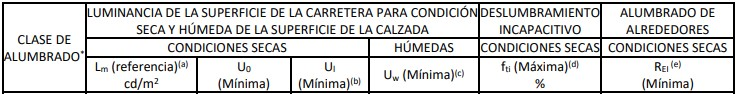 CLASE DE
ALUMBRADO*
LUMINANCIA DE LA SUPERFICIE DE LA CARRETERA PARA CONDICIÓN
SECA Y HÚMEDA DE LA SUPERFICIE DE LA CALZADA
DESLUMBRAMIENTO
INCAPACITIVO
ALUMBRADO DE
ALREDEDORES
CONDICIONES SECAS
HÚMEDAS
CONDICIONES SECAS
CONDICIONES SECAS
Lm (referencia)(a)
cd/m2
U0
(Mínima)
Ul
(Mínima)(b)
Uw (Mínima)(c)
fti (Máxima)(d)
%
REI (e)
(Mínima)